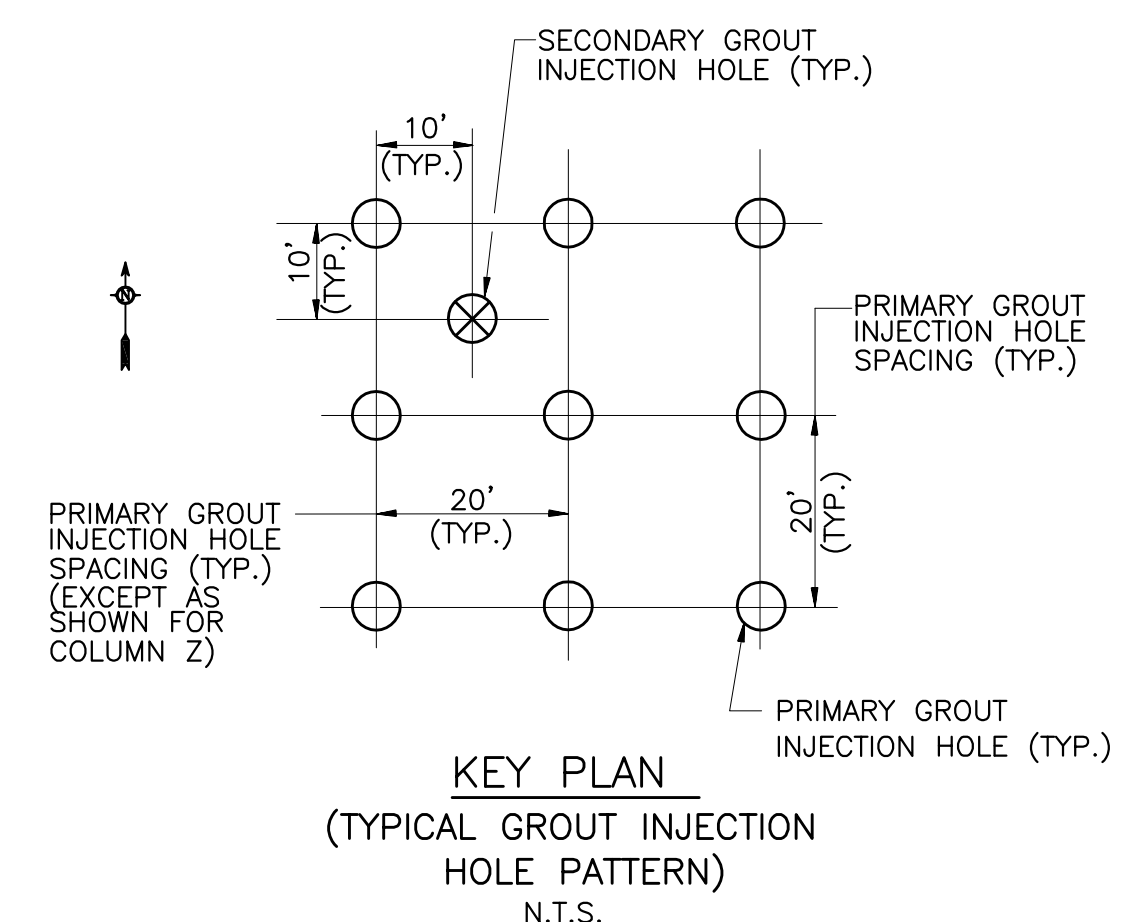 SECONDARY GROUT
INJECTION HOLE (TYP.)
10'
(TYP.)
10'
(TYP.)
N
PRIMARY GROUT
INJECTION HOLE
SPACING (TYP.)
20'
(TYP.)
20'
(TYP.)
PRIMARY GROUT
INJECTION HOLE
SPACING (TYP.)
(EXCEPT AS
SHOWN FOR
COLUMN Z)
PRIMARY GROUT
INJECTION HOLE (TYP.)
KEY PLAN
(TYPICAL GROUT INJECTION
HOLE PATTERN)
N.T.S.